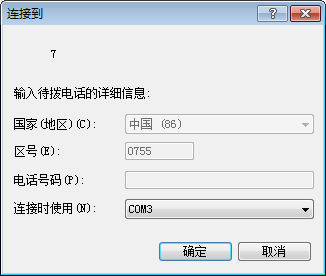 连接到
7
输入待拨电话的详细信息:
国家(地区)(C): 中国 (86)
区号(E): 0755
电话号码(P):
连接时使用(N): COM3
确定 取消